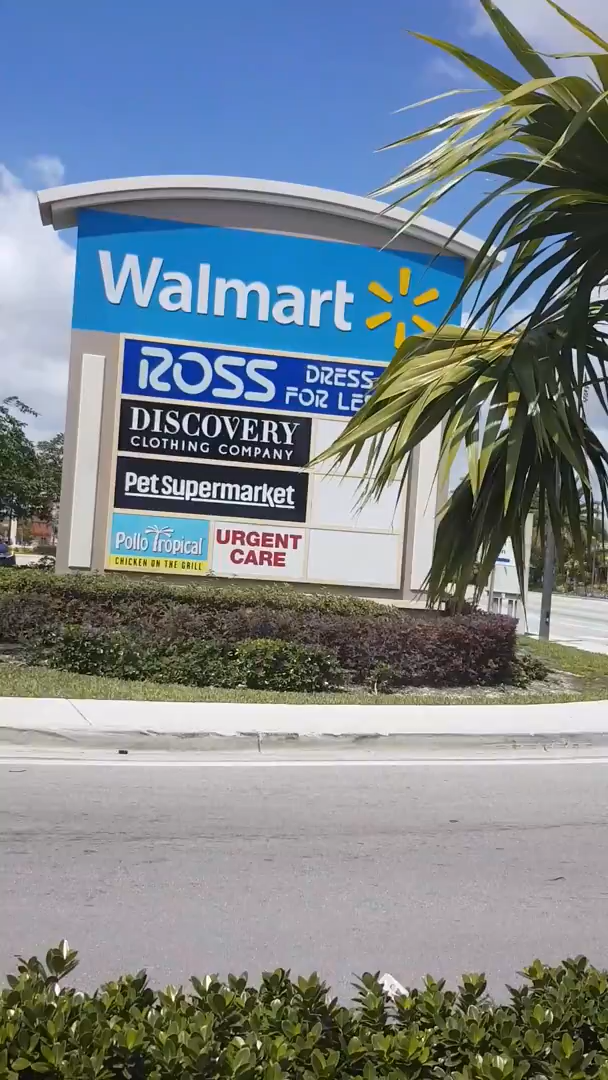 Walmart
ROSS DRESS
FOR LE
DISCOVERY
CLOTHING COMPANY
Pet Supermarket
Pollo Tropical
CHICKEN ON THE GRILL
URGENT
CARE